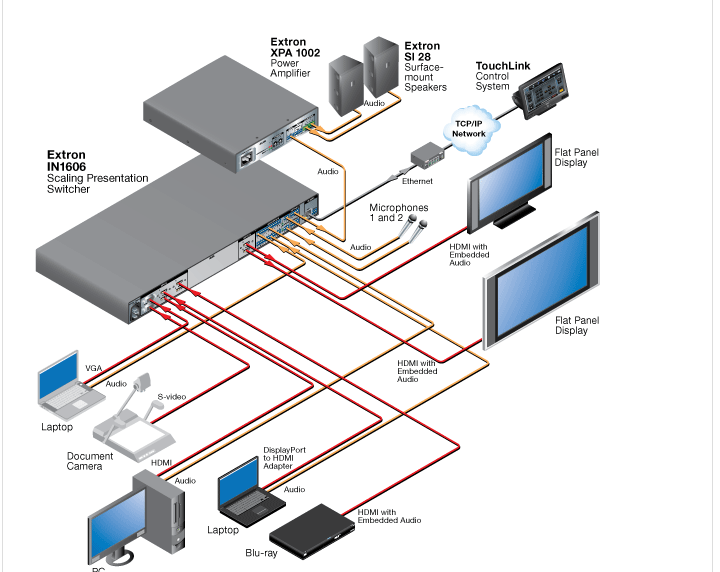 Extron
XPA 1002
Power
Amplifier
Extron
SI 28
Surface-
mount
Speakers
Audio
TouchLink
Control
System
TCP/IP
Network
Flat Panel
Display
Extron
IN1606
Scaling Presentation
Switcher
Audio
Ethernet
Microphones
1 and 2
Audio
HDMI with
Embedded
Audio
Flat Panel
Display
HDMI with
Embedded
Audio
VGA
Audio
Laptop
S-video
Document
Camera
HDMI
Audio
DisplayPort
to HDMI
Adapter
Audio
Laptop
HDMI with
Embedded Audio
Blu-ray
PC